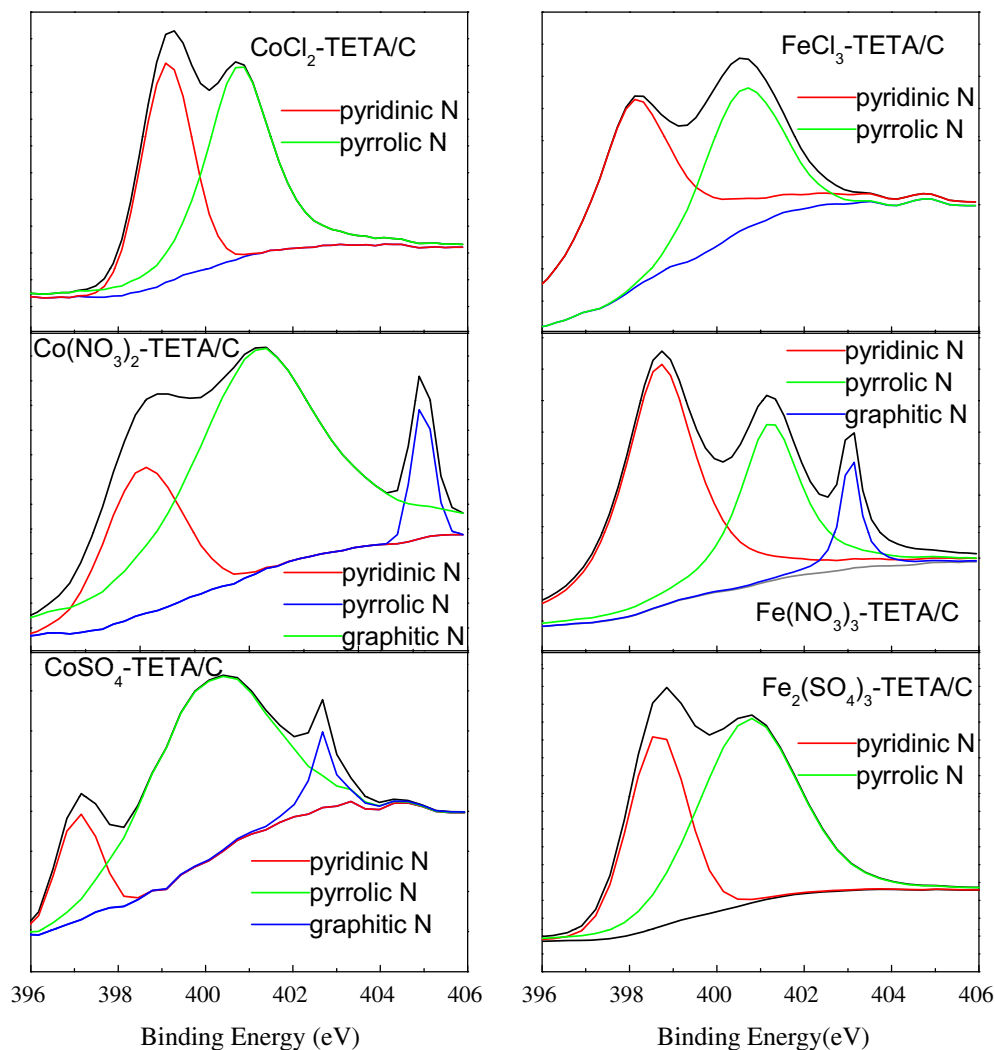 CoCl2-TETA/C
pyridinic N
pyrrolic N
Co(NO3)2-TETA/C
pyridinic N
pyrrolic N
graphitic N
CoSO4-TETA/C
pyridinic N
pyrrolic N
graphitic N
396 398 400 402 404 406
Binding Energy (eV)
FeCl3-TETA/C
pyridinic N
pyrrolic N
pyridinic N
pyrrolic N
graphitic N
Fe(NO3)3-TETA/C
Fe2(SO4)3-TETA/C
pyridinic N
pyrrolic N
396 398 400 402 404 406
Binding Energy(eV)